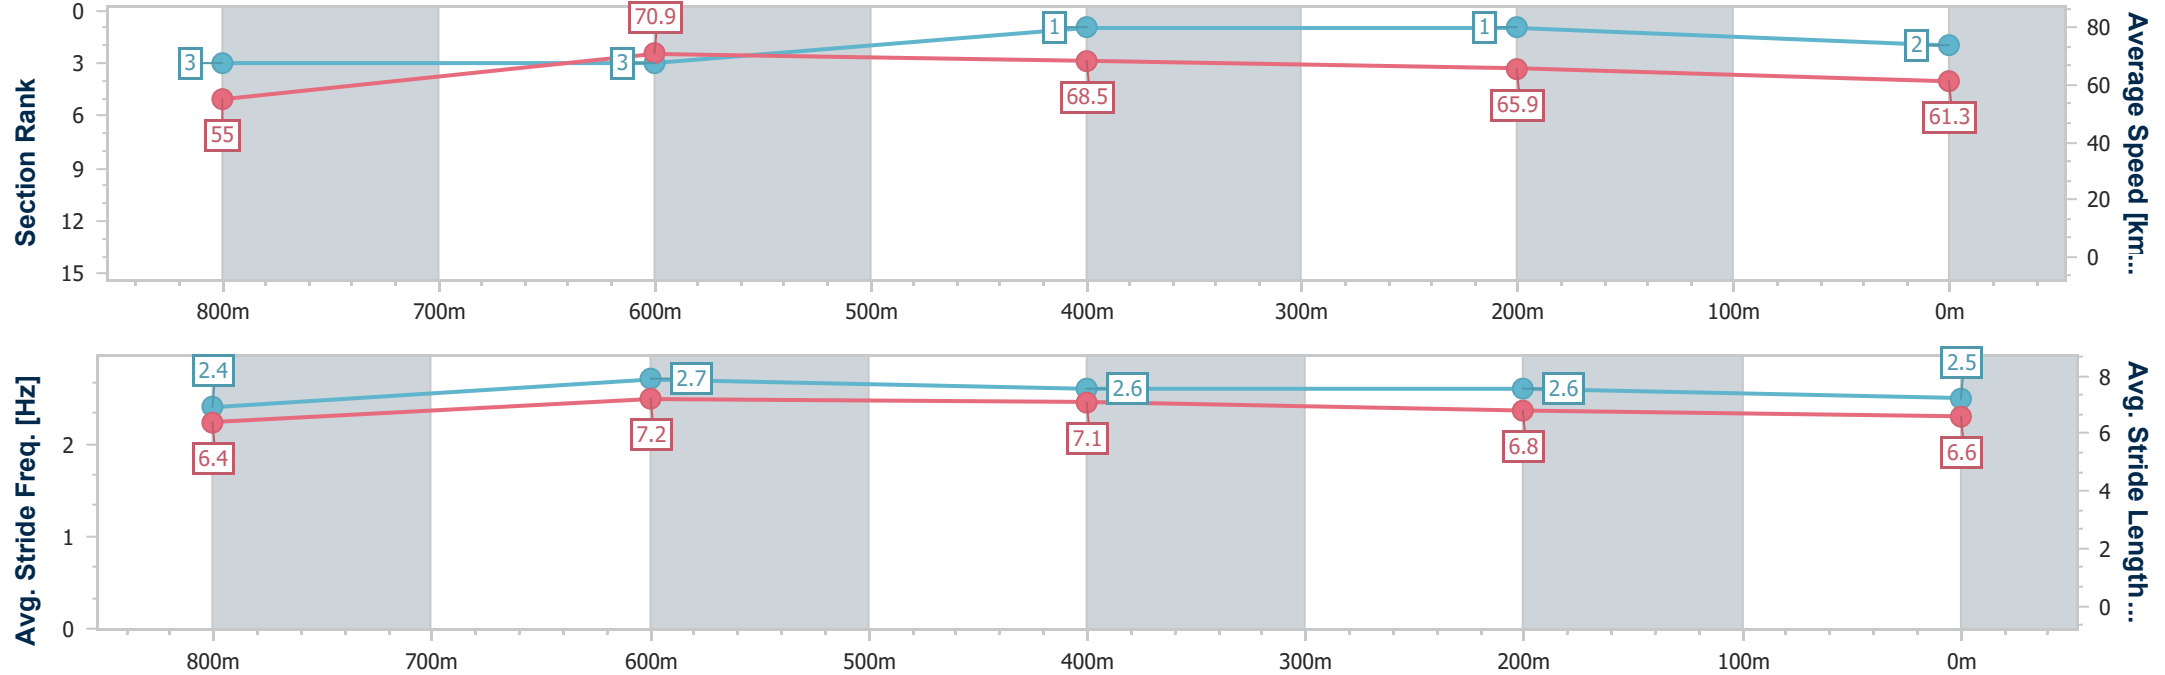 Section Rank
0
3
6
9
12
15
3
3
1
1
2
55
70.9
68.5
65.9
61.3
80
60
40
20
0
Average Speed [km...
800m
700m
600m
500m
400m
300m
200m
100m
0m
Avg. Stride Freq. [Hz]
2
1
0
2.4
2.7
2.6
2.6
2.5
6.4
7.2
7.1
6.8
6.6
8
6
4
2
0
Avg. Stride Length...
800m
700m
600m
500m
400m
300m
200m
100m
0m